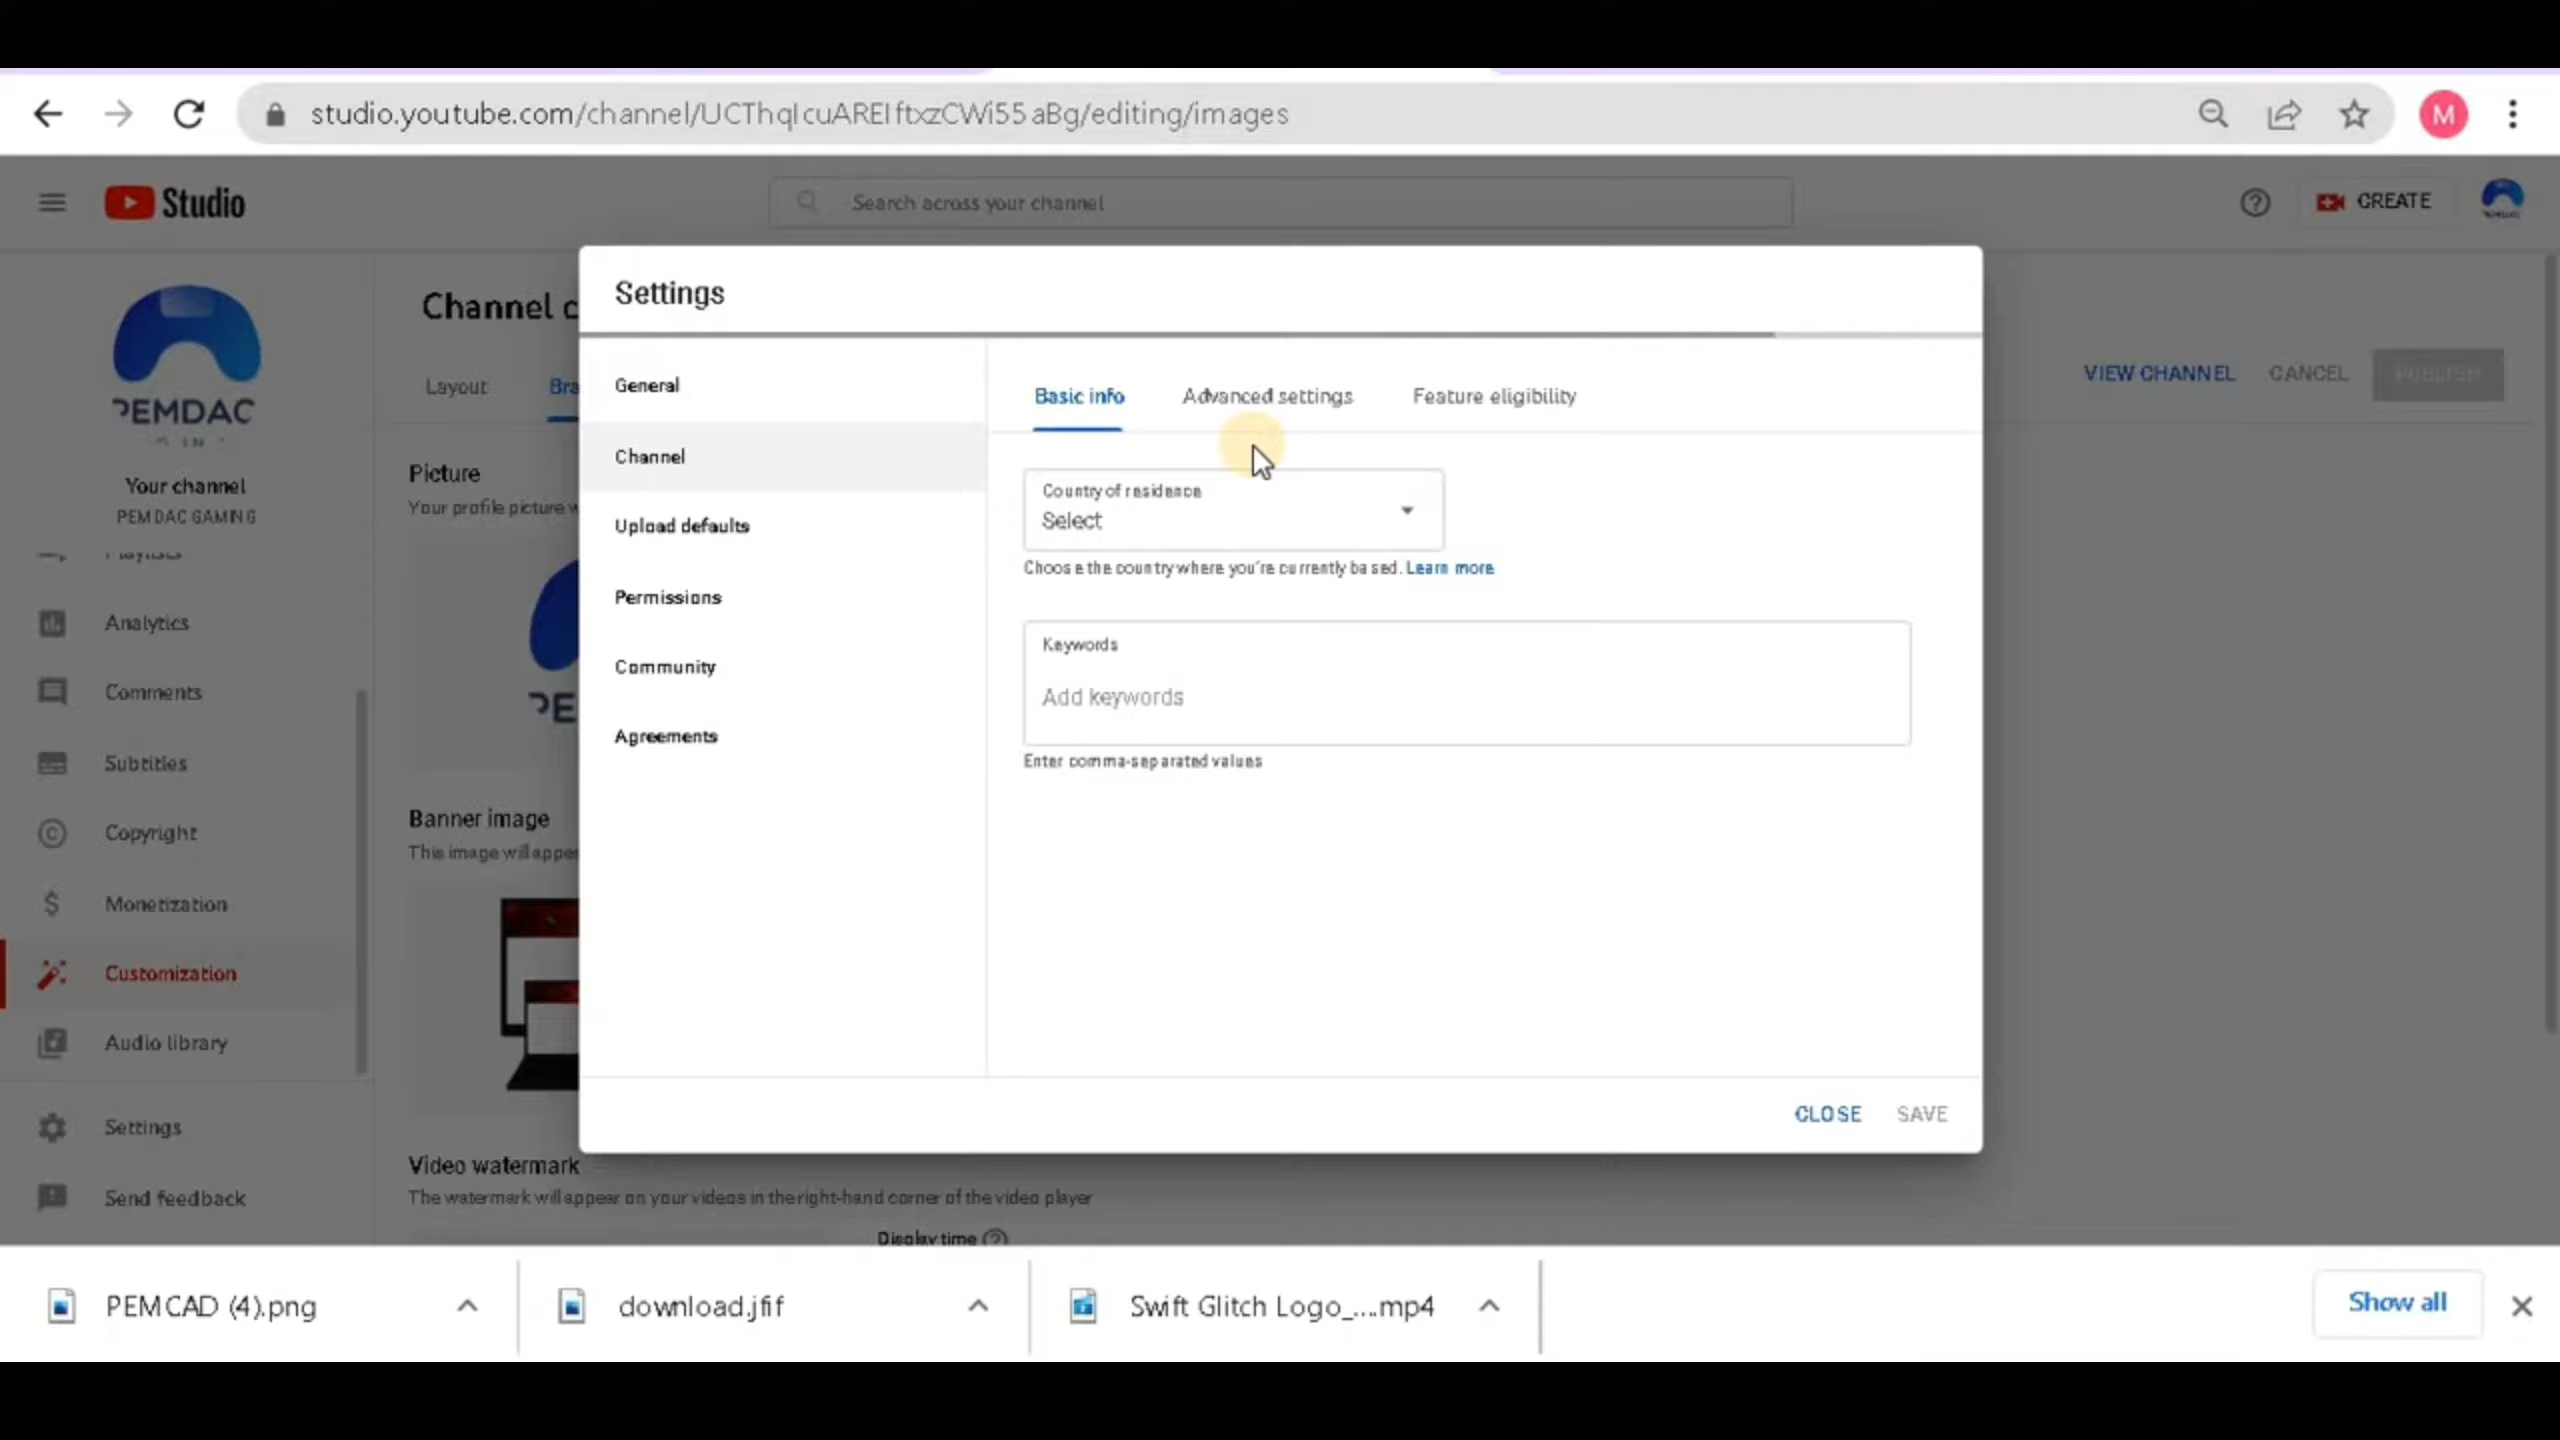 studio.youtube.com/channel/UCThqIcuAREIftxzCWi55aBg/editing/images
M
Studio
Search across your channel
CREATE
Settings
Channel c
VIEW CHANNEL
CANCEL
PUBLISH
Layout
Bra
General
Channel
Upload defaults
Permissions
Community
Agreements
Basic info
Advanced settings
Feature eligibility
Country of residence
Select
Choose the country where you're currently based. Learn more
Keywords
Add keywords
Enter comma-separated values
CLOSE
SAVE
PEMDAC
Your channel
PEMDAC GAMING
Playlists
Analytics
Comments
Subtitles
Copyright
Monetization
Customization
Audio library
Settings
Send feedback
Picture
Your profile picture w
PE
Banner image
This image will appea
Video watermark
The watermark will appear on your videos in the right-hand corner of the video player
Display time
PEMCAD (4).png
download.jfif
Swift Glitch Logo_....mp4
Show all